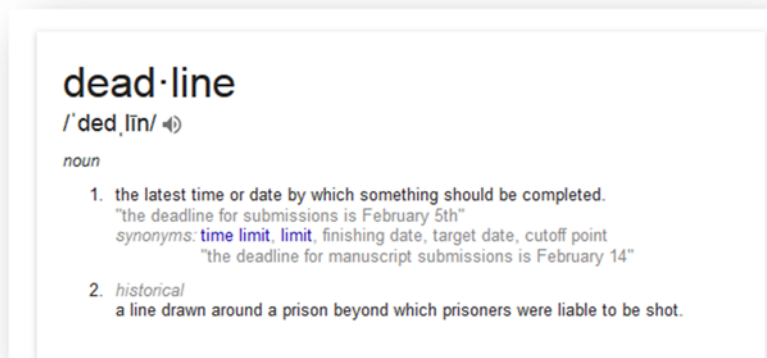 dead·line
/ˈdedˌlīn/
noun
1. the latest time or date by which something should be completed.
"the deadline for submissions is February 5th"
synonyms: time limit, limit, finishing date, target date, cutoff point
"the deadline for manuscript submissions is February 14"
2. historical
a line drawn around a prison beyond which prisoners were liable to be shot.